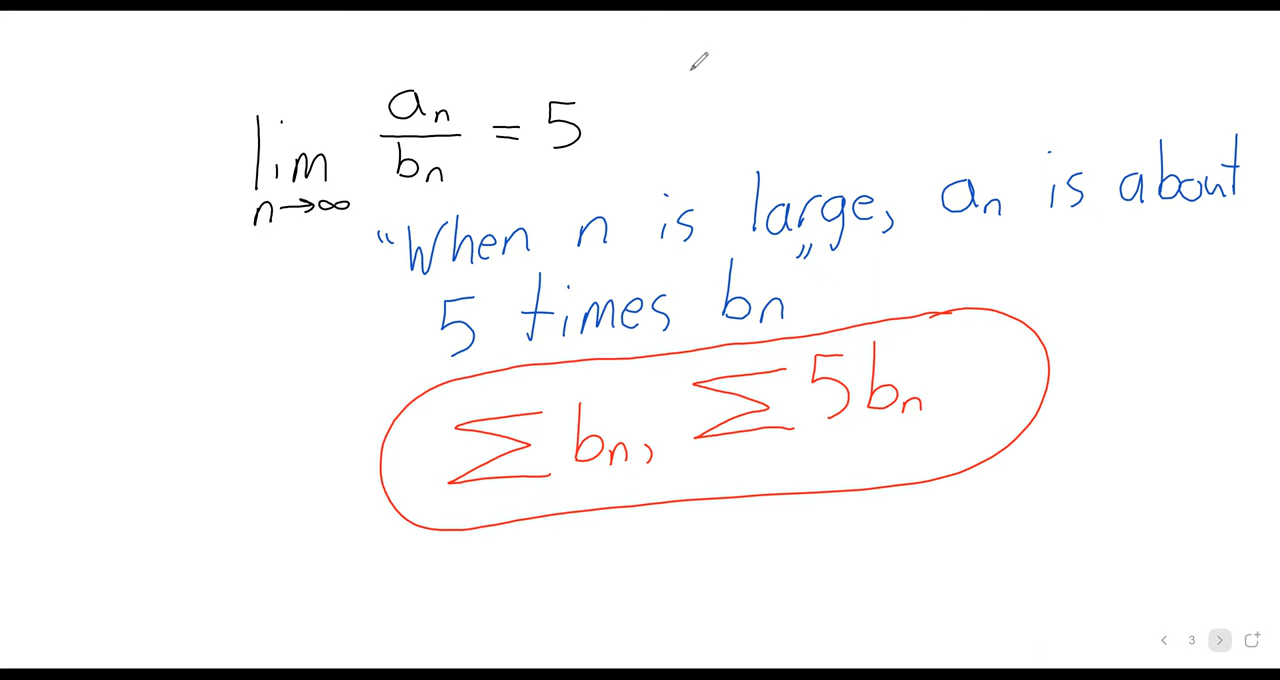 lim n→∞ aₙ/bₙ = 5
“When n is large, aₙ is about
5 times bₙ”
∑ bₙ, ∑ 5bₙ
3